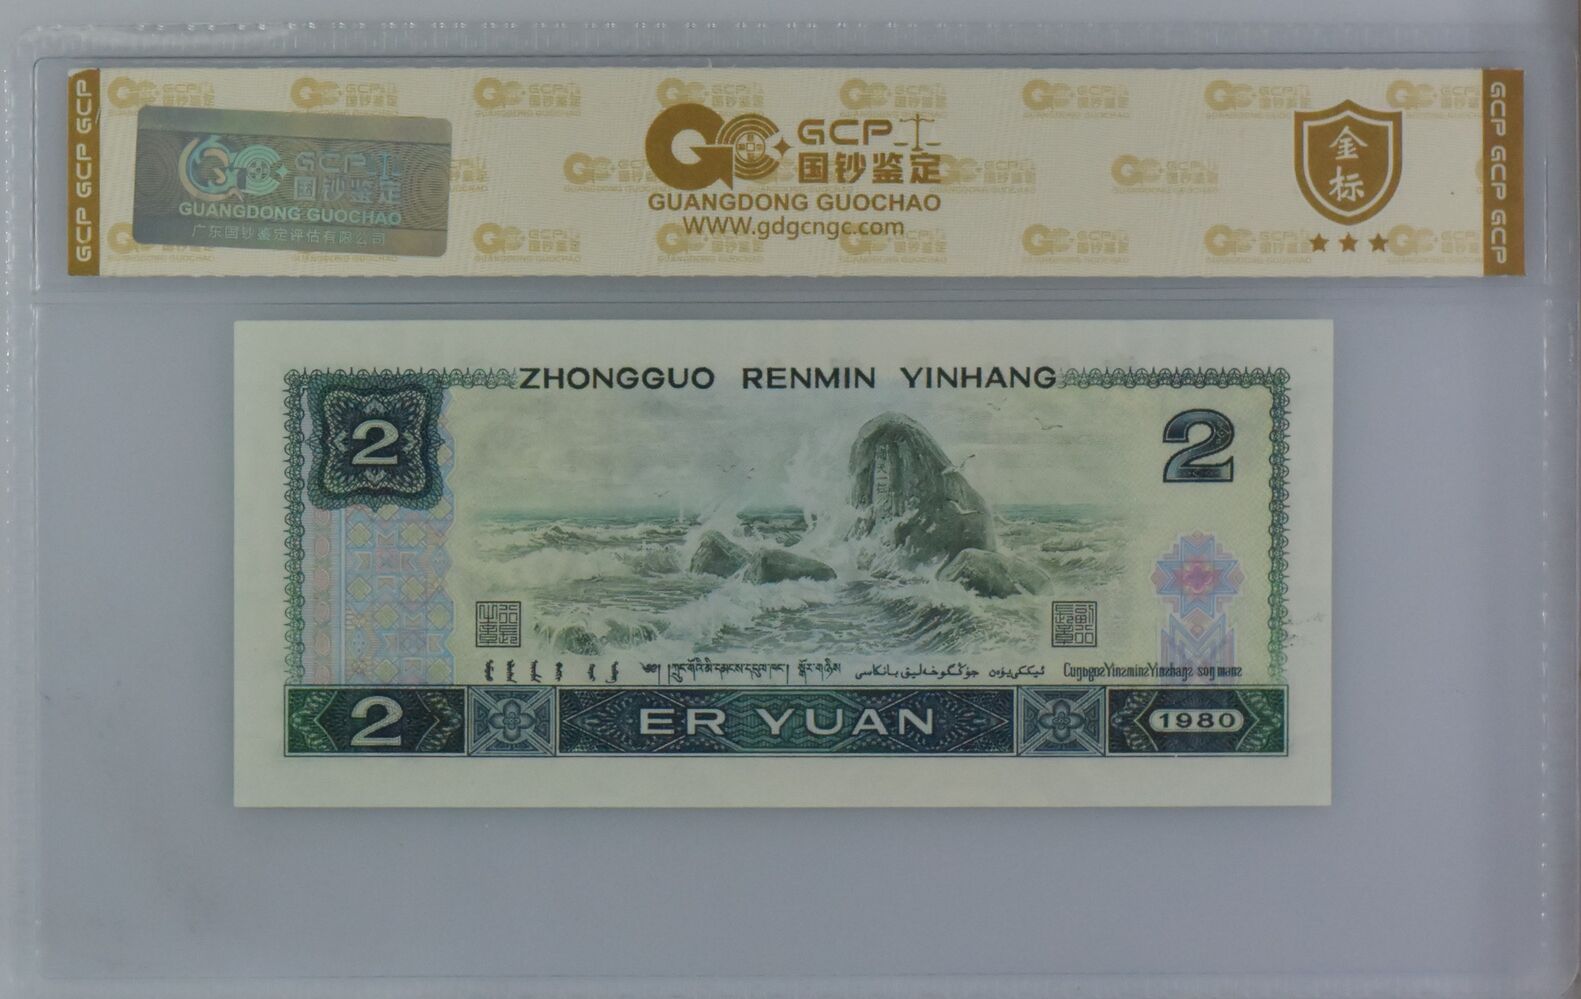 GCP GCP GCP
GCP
国钞鉴定
GUANGDONG GUOCHAO
广东国钞鉴定评估有限公司
GCP
国钞鉴定
GUANGDONG GUOCHAO
WWW.gdgcngc.com
金
标
GCP GCP GCP
ZHONGGUO RENMIN YINHANG
2
2
2
ER YUAN
1980